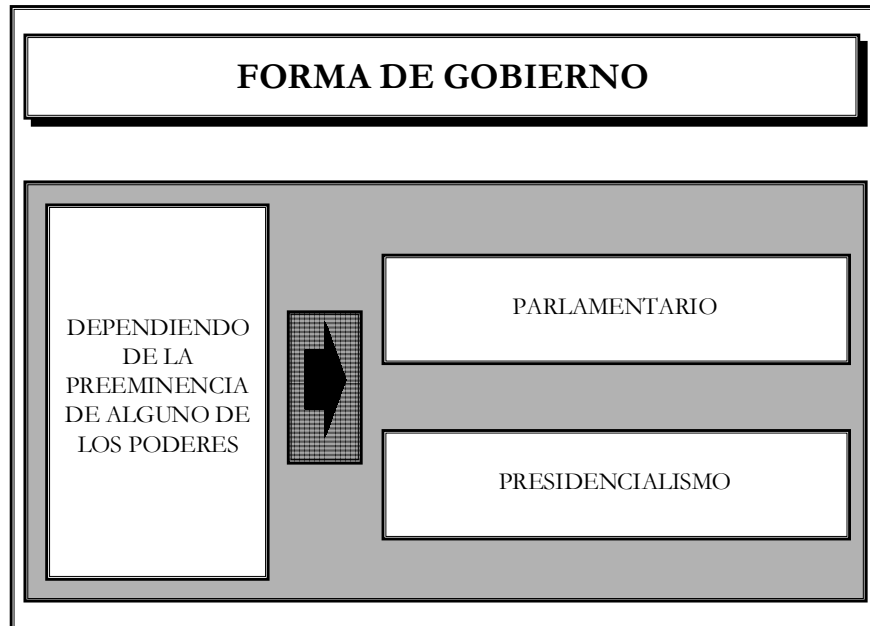 FORMA DE GOBIERNO
DEPENDIENDO
DE LA
PREEMINENCIA
DE ALGUNO DE
LOS PODERES
PARLAMENTARIO
PRESIDENCIALISMO